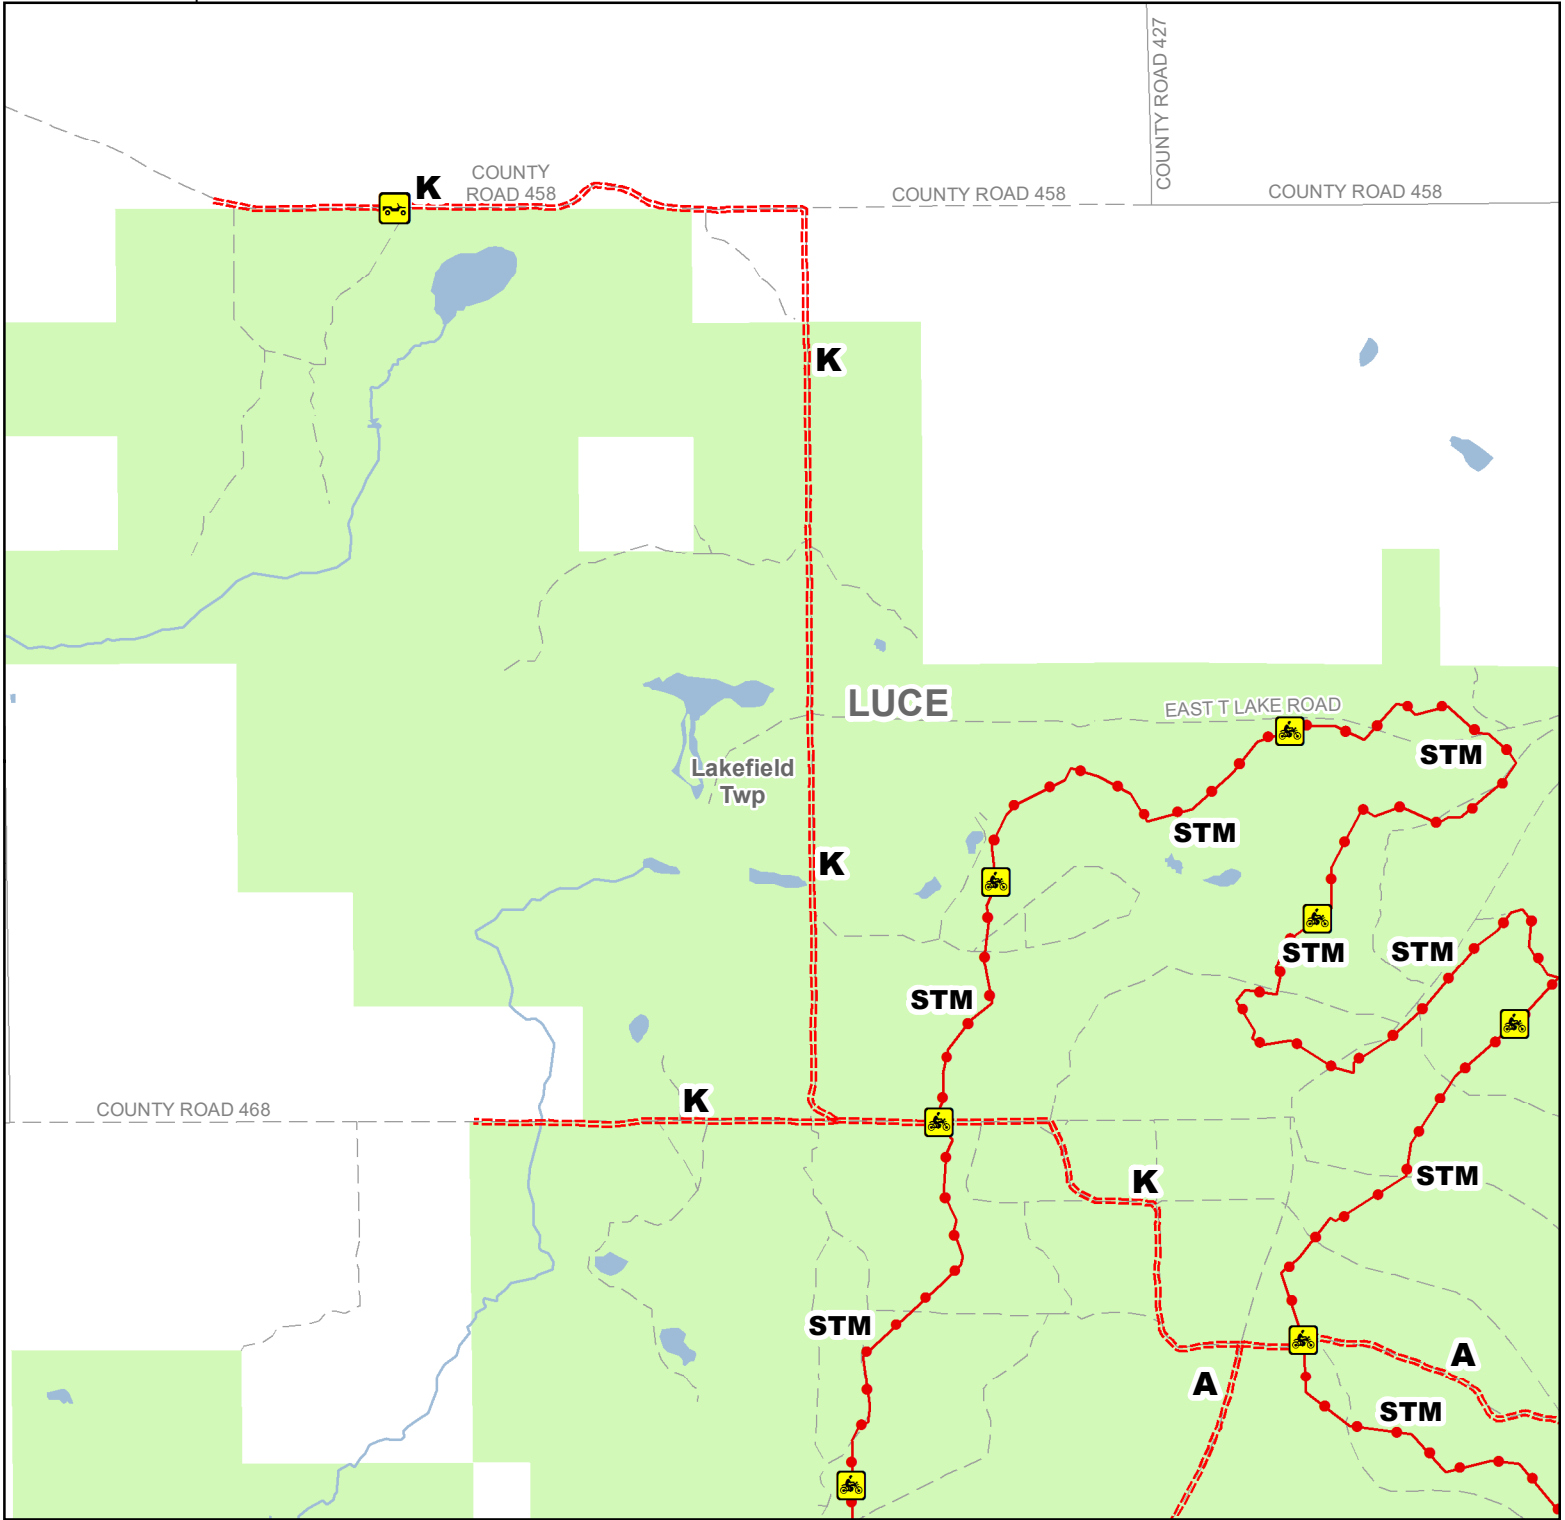 COUNTY ROAD 427
K
COUNTY
ROAD 458
COUNTY ROAD 458
COUNTY ROAD 458
K
LUCE
EAST T LAKE ROAD
STM
Lakefield
Twp
STM
K
STM
STM
STM
COUNTY ROAD 468
K
STM
K
STM
A
A
STM